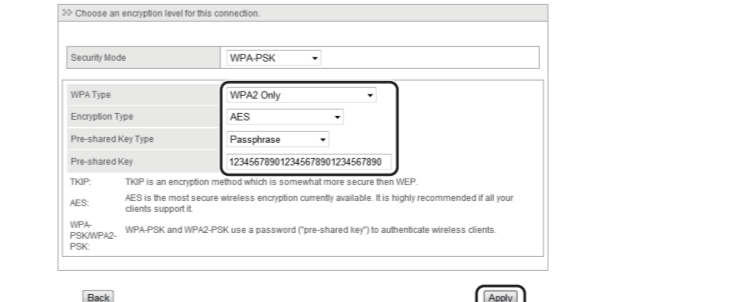 >> Choose an encryption level for this connection.
Security Mode WPA-PSK
WPA Type WPA2 Only
Encryption Type AES
Pre-shared Key Type Passphrase
Pre-shared Key 123456789012345678901234567890
TKIP: TKIP is an encryption method which is somewhat more secure then WEP.
AES: AES is the most secure wireless encryption currently available. It is highly recommended if all your
clients support it.
WPA-
PSK/WPA2- WPA-PSK and WPA2-PSK use a password ("pre-shared key") to authenticate wireless clients.
PSK:
Back Apply